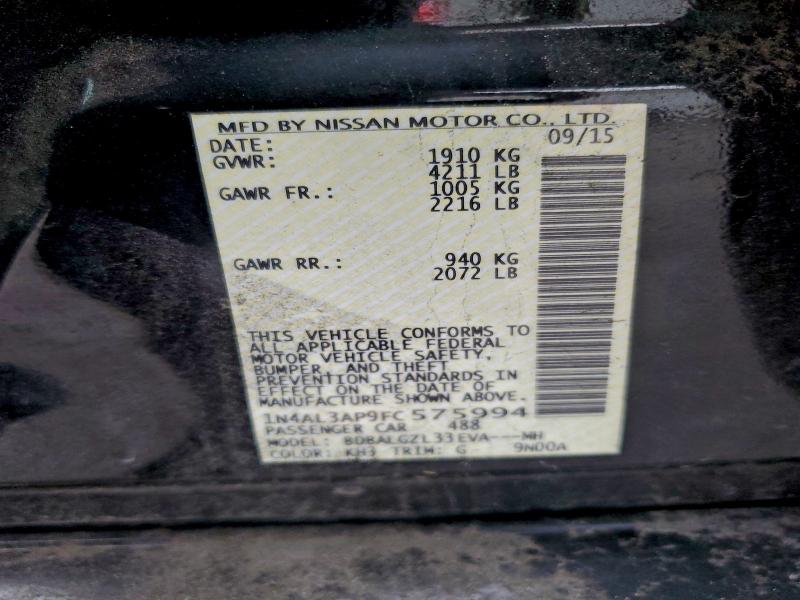 MFD BY NISSAN MOTOR CO., LTD.
DATE: 09/15
GVWR: 1910 KG
4211 LB
GAWR FR.: 1005 KG
2216 LB
GAWR RR.: 940 KG
2072 LB
THIS VEHICLE CONFORMS TO
ALL APPLICABLE FEDERAL
MOTOR VEHICLE SAFETY,
BUMPER, AND THEFT
PREVENTION STANDARDS IN
EFFECT ON THE DATE OF
MANUFACTURE SHOWN ABOVE.
1N4AL3AP9FC575994
PASSENGER CAR 488
MODEL: BDBALGZL33EVA---MH
COLOR: KH3 TRIM: G 9N00A